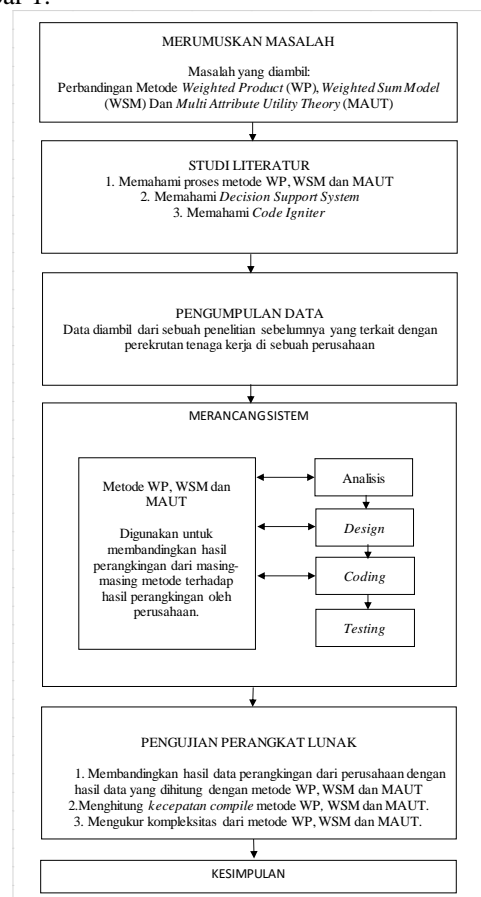 MERUMUSKAN MASALAH
Masalah yang diambil:
Perbandingan Metode Weighted Product (WP), Weighted Sum Model
(WSM) Dan Multi Attribute Utility Theory (MAUT)
STUDI LITERATUR
1. Memahami proses metode WP, WSM dan MAUT
2. Memahami Decision Support System
3. Memahami Code Igniter
PENGUMPULAN DATA
Data diambil dari sebuah penelitian sebelumnya yang terkait dengan
perekrutan tenaga kerja di sebuah perusahaan
MERANCANG SISTEM
Metode WP, WSM dan
MAUT
Digunakan untuk
membandingkan hasil
perangkingan dari masing-
masing metode terhadap
hasil perangkingan oleh
perusahaan.
Analisis
Design
Coding
Testing
PENGUJIAN PERANGKAT LUNAK
1. Membandingkan hasil data perangkingan dari perusahaan dengan
hasil data yang dihitung dengan metode WP, WSM dan MAUT
2.Menghitung kecepatan compile metode WP, WSM dan MAUT.
3. Mengukur kompleksitas dari metode WP, WSM dan MAUT.
KESIMPULAN